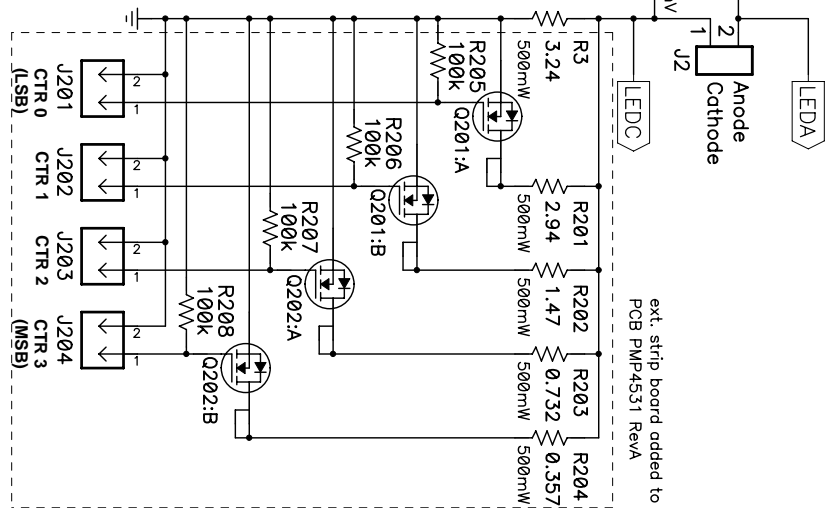 mV
1
2
J2
Anode
Cathode
LEDA
LEDC
R3
3.24
500mW
R205
100k
Q201:A
R201
2.94
500mW
R206
100k
Q201:B
R202
1.47
500mW
R207
100k
Q202:A
R203
0.732
500mW
R208
100k
Q202:B
R204
0.357
500mW
J201
CTR 0
(LSB)
2
1
J202
CTR 1
2
1
J203
CTR 2
2
1
J204
CTR 3
(MSB)
2
1
ext. strip board added to
PCB PMP4531 RevA